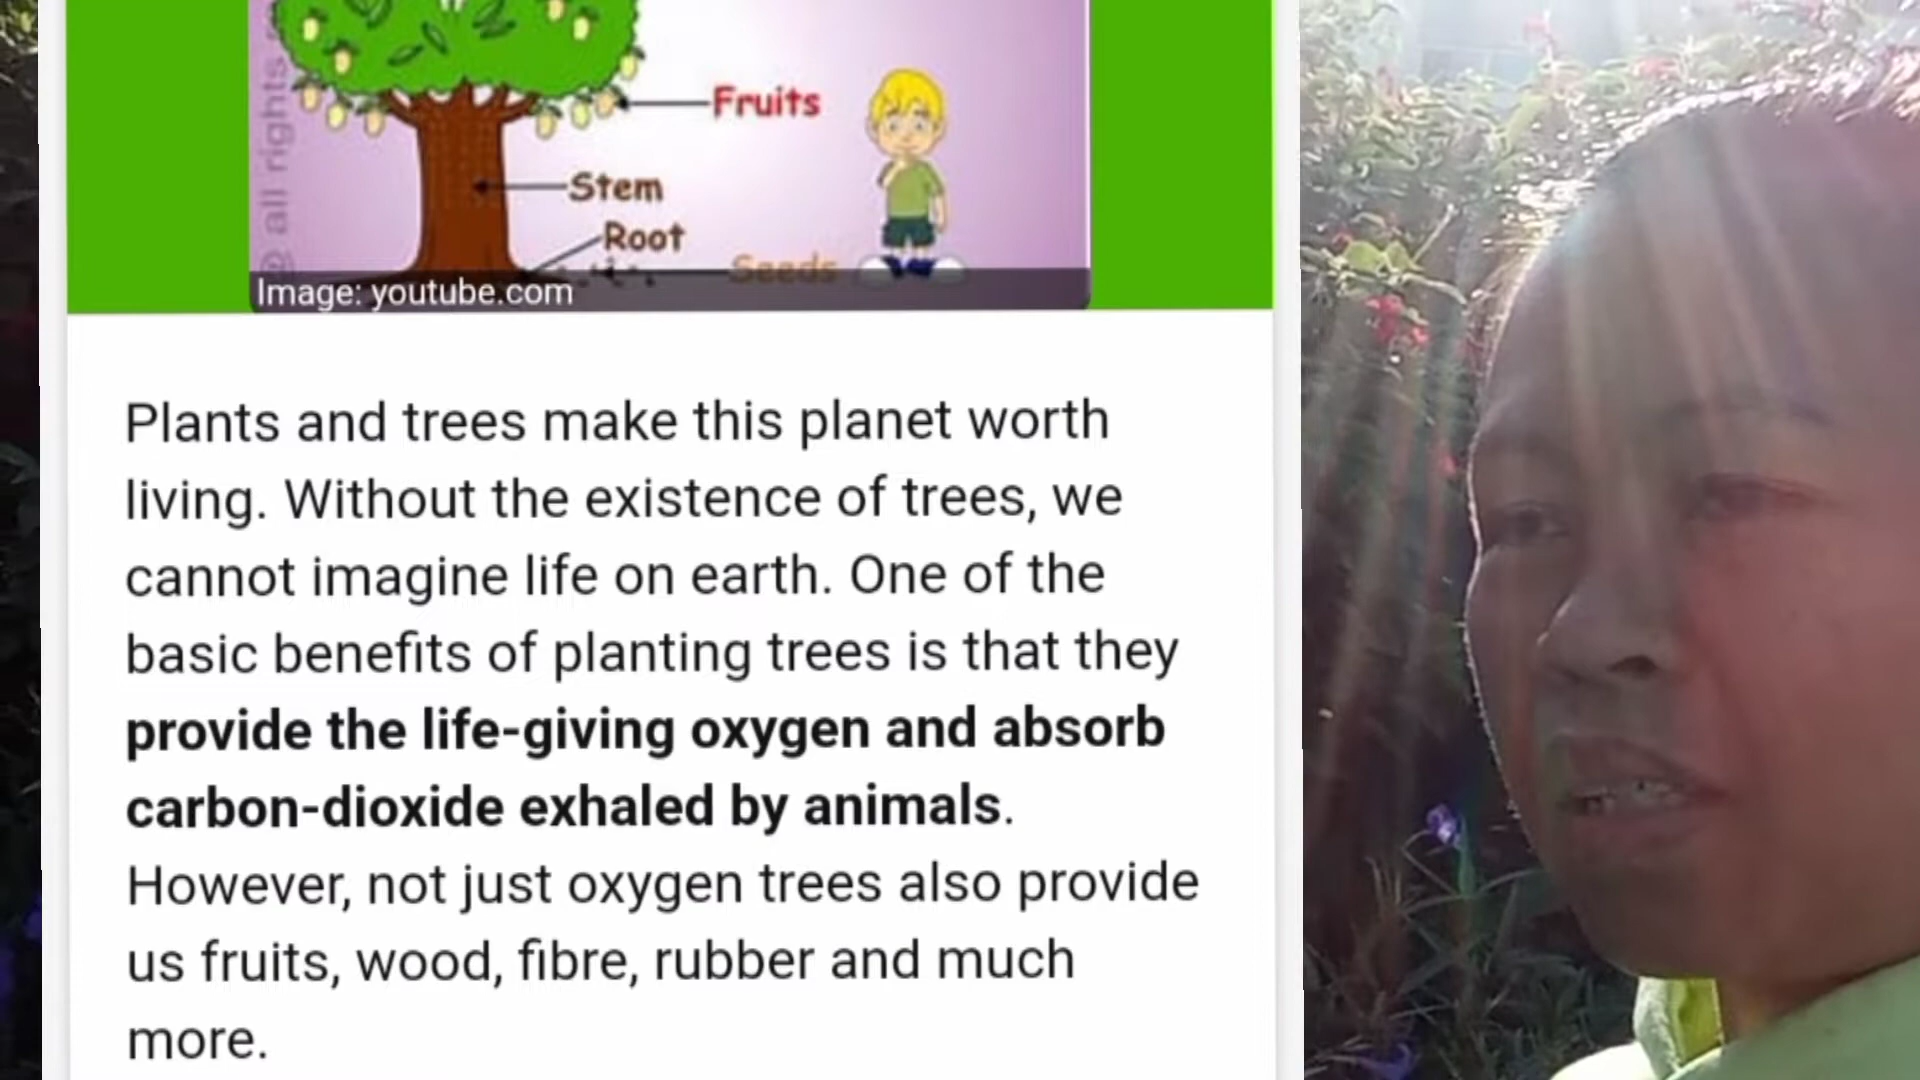 @ all rights
Fruits
Stem
Root
Seeds
Image: youtube.com
Plants and trees make this planet worth
living. Without the existence of trees, we
cannot imagine life on earth. One of the
basic benefits of planting trees is that they
provide the life-giving oxygen and absorb
carbon-dioxide exhaled by animals.
However, not just oxygen trees also provide
us fruits, wood, fibre, rubber and much
more.